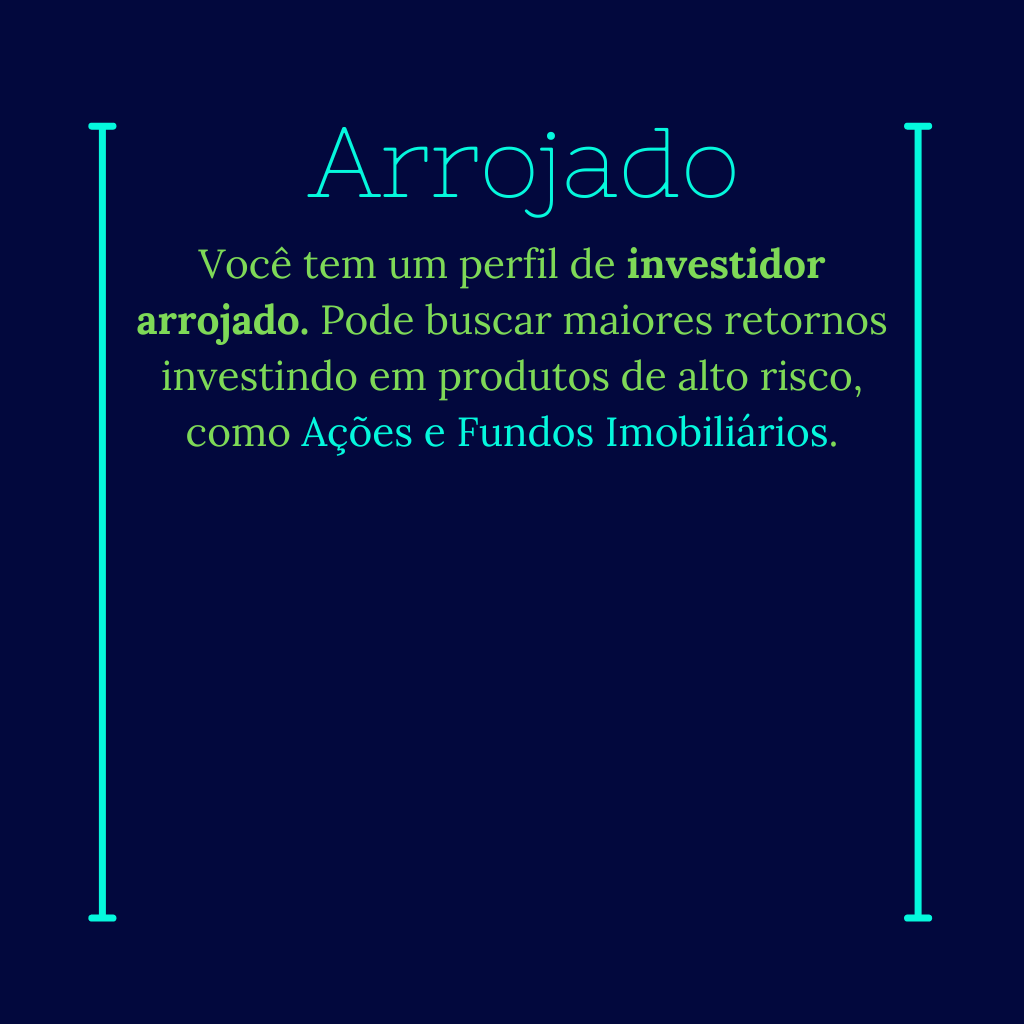 Arrojado
Você tem um perfil de investidor
arrojado. Pode buscar maiores retornos
investindo em produtos de alto risco,
como Ações e Fundos Imobiliários.